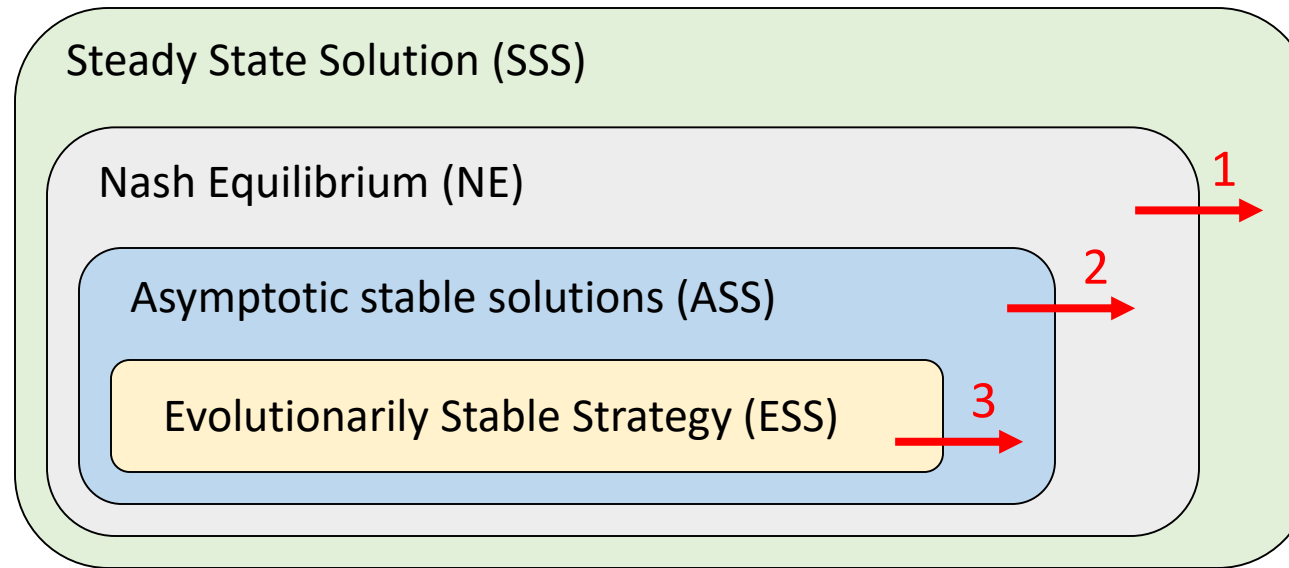 Steady State Solution (SSS)
Nash Equilibrium (NE)
1
Asymptotic stable solutions (ASS)
2
Evolutionarily Stable Strategy (ESS)
3